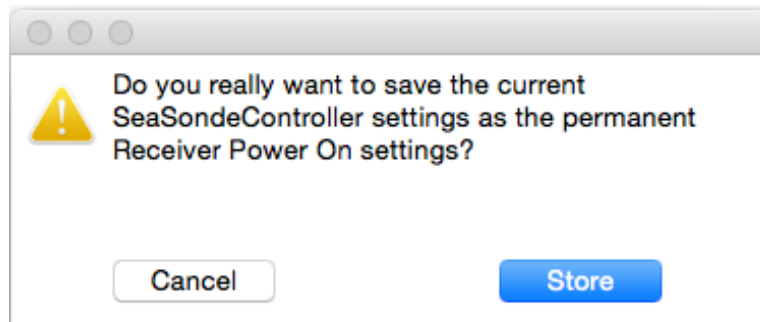 Do you really want to save the current
SeaSondeController settings as the permanent
Receiver Power On settings?
Cancel
Store